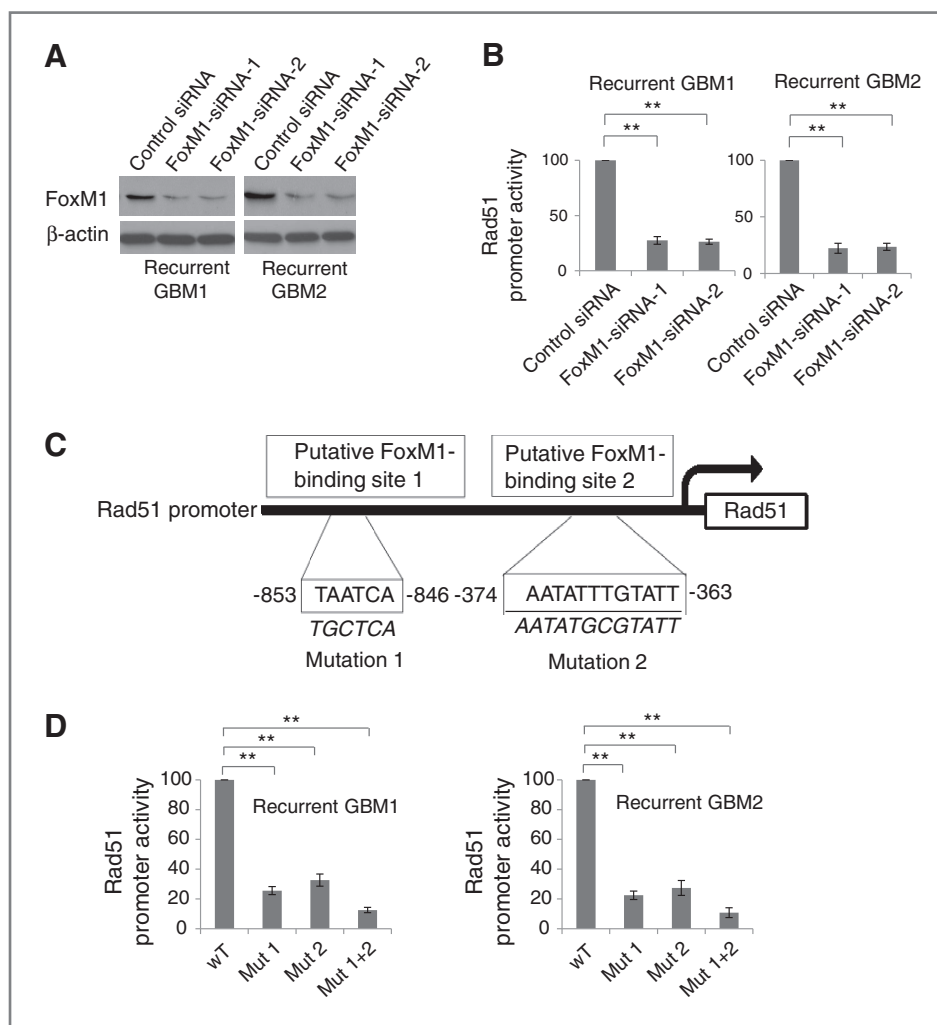 A
Control siRNA
FoxM1-siRNA-1
FoxM1-siRNA-2
Control siRNA
FoxM1-siRNA-1
FoxM1-siRNA-2
FoxM1
β-actin
Recurrent
GBM1
Recurrent
GBM2
B
Recurrent GBM1
**
**
Rad51
promoter activity
100
50
0
Control siRNA
FoxM1-siRNA-1
FoxM1-siRNA-2
Recurrent GBM2
**
**
100
50
0
Control siRNA
FoxM1-siRNA-1
FoxM1-siRNA-2
C
Putative FoxM1-
binding site 1
Putative FoxM1-
binding site 2
Rad51 promoter
Rad51
-853 TAATCA -846
-374 AATATTTGTATT -363
TGCTCA
AATATGCGTATT
Mutation 1
Mutation 2
D
**
**
**
Rad51
promoter activity
100
80
60
40
20
0
Recurrent GBM1
wT
Mut 1
Mut 2
Mut 1+2
**
**
**
Rad51
promoter activity
100
80
60
40
20
0
Recurrent GBM2
wT
Mut 1
Mut 2
Mut 1+2